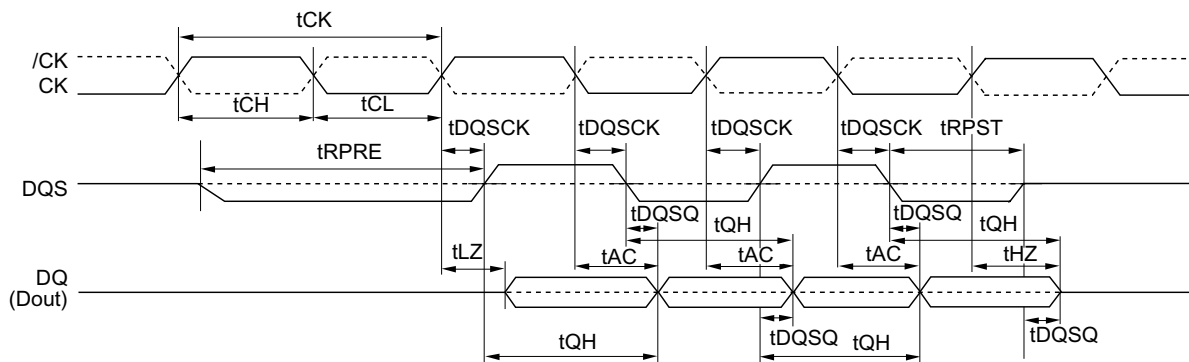 tCK
/CK
CK
tCH tCL
tDQSCK tDQSCK tDQSCK tDQSCK tRPST
tRPRE
DQS
tDQSQ tDQSQ
tQH tQH
tLZ tAC tAC tAC tHZ
DQ
(Dout)
tDQSQ tDQSQ
tQH tQH